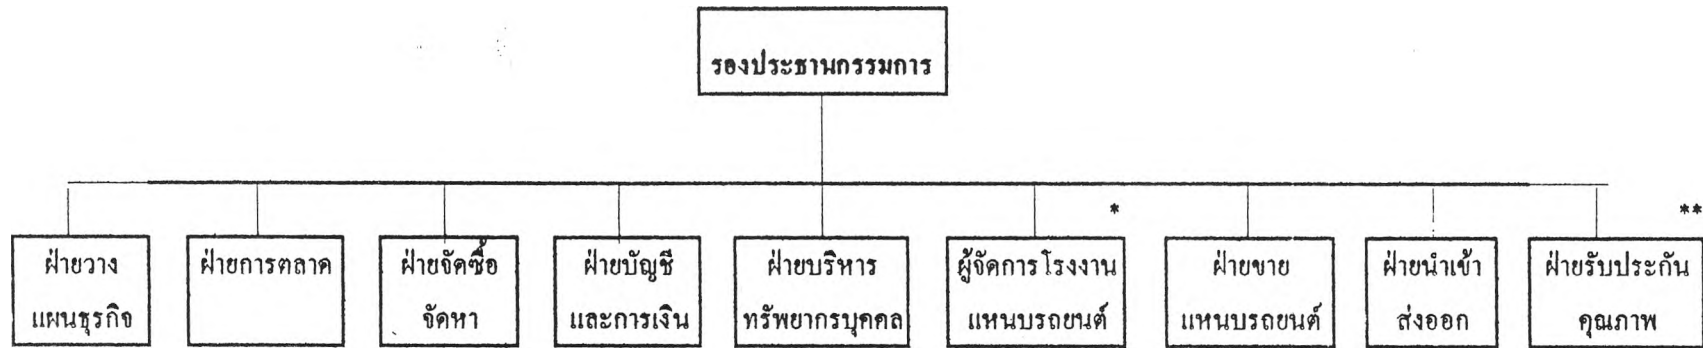 รองประธานกรรมการ
*
**
ฝ่ายวาง
แผนธุรกิจ
ฝ่ายการตลาด
ฝ่ายจัดซื้อ
จัดหา
ฝ่ายบัญชี
และการเงิน
ฝ่ายบริหาร
ทรัพยากรบุคคล
ผู้จัดการโรงงาน
แหนบรถยนต์
ฝ่ายขาย
แหนบรถยนต์
ฝ่ายนำเข้า
ส่งออก
ฝ่ายรับประกัน
คุณภาพ